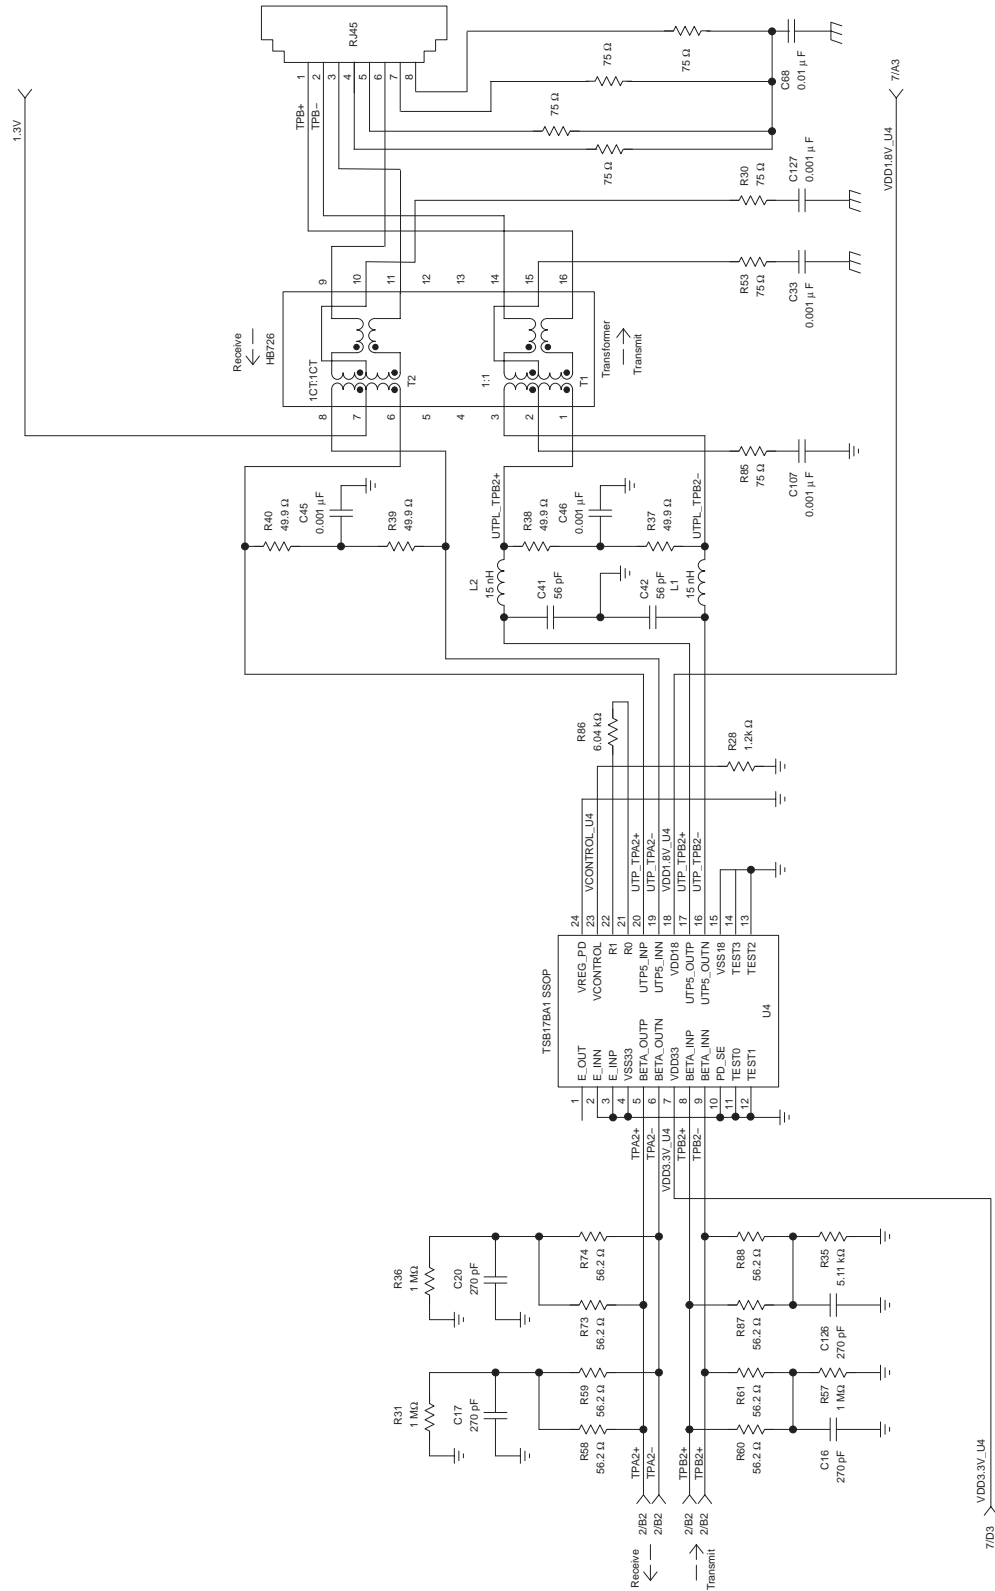 1.3V
RJ45
1
2
3
4
5
6
7
8
TPB+
TPB−
75 Ω
75 Ω
75 Ω
75 Ω
C68
0.01 μ F
7/A3
VDD1.8V_U4
R30
75 Ω
C127
0.001 μ F
R53
75 Ω
C33
0.001 μ F
Receive
HB726
9
10
11
12
13
14
15
16
1CT:1CT
T2
1:1
T1
Transformer
Transmit
8
7
6
5
4
3
2
1
R85
75 Ω
C107
0.001 μ F
R40
49.9 Ω
C45
0.001 μF
R39
49.9 Ω
UTPL_TPB2+
R38
49.9 Ω
C46
0.001 μF
R37
49.9 Ω
UTPL_TPB2−
L2
15 nH
C41
56 pF
C42
56 pF
L1
15 nH
R86
6.04 kΩ
R28
1.2k Ω
VCONTROL_U4
UTP_TPA2+
UTP_TPA2−
VDD1.8V_U4
UTP_TPB2+
UTP_TPB2−
24
23
22
21
20
19
18
17
16
15
14
13
TSB17BA1 SSOP
VREG_PD
VCONTROL
R1
R0
UTP5_INP
UTP5_INN
VDD18
UTP5_OUTP
UTP5_OUTN
VSS18
TEST3
TEST2
U4
E_OUT
E_INN
E_INP
VSS33
BETA_OUTP
BETA_OUTN
VDD33
BETA_INP
BETA_INN
PD_SE
TEST0
TEST1
1
2
3
4
5
6
7
8
9
10
11
12
TPA2+
TPA2−
VDD3.3V_U4
TPB2+
TPB2−
R36
1 MΩ
C20
270 pF
R74
56.2 Ω
R73
56.2 Ω
R88
56.2 Ω
R35
5.11 kΩ
R87
56.2 Ω
C126
270 pF
R31
1 MΩ
C17
270 pF
R59
56.2 Ω
R58
56.2 Ω
R61
56.2 Ω
R57
1 MΩ
R60
56.2 Ω
C16
270 pF
TPA2+
TPA2−
TPB2+
TPB2+
2/B2
2/B2
2/B2
2/B2
Receive
Transmit
VDD3.3V_U4
7/D3